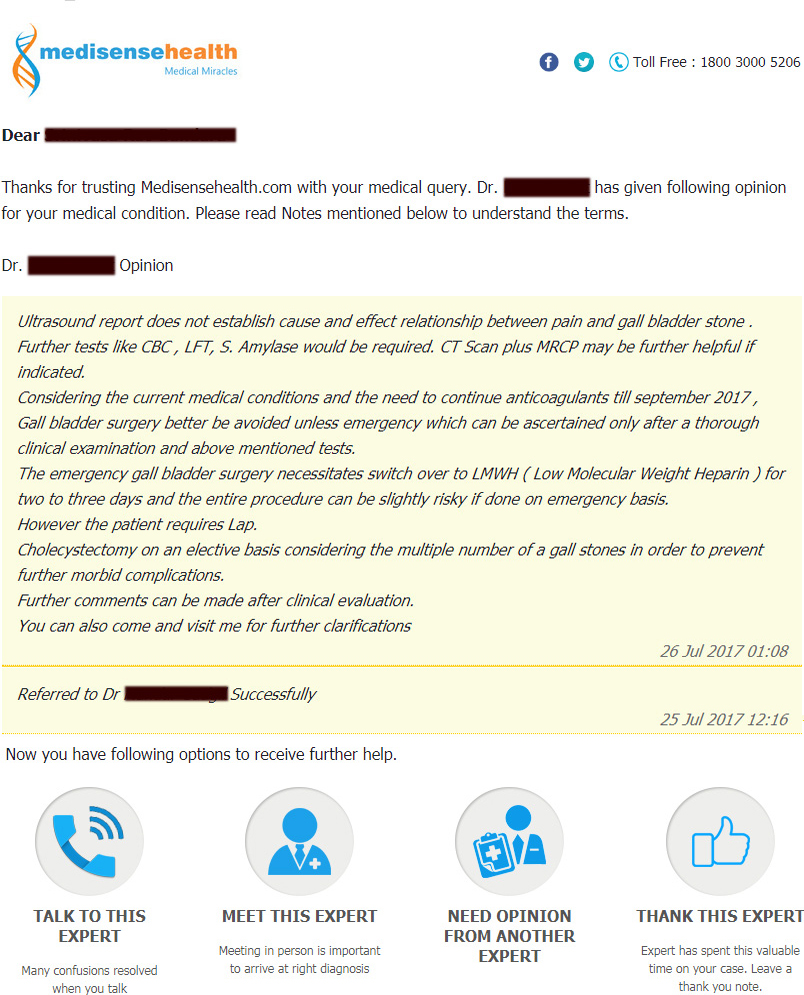 medisensehealth
Medical Miracles
Toll Free : 1800 3000 5206
Dear
Thanks for trusting Medisensehealth.com with your medical query. Dr. has given following opinion
for your medical condition. Please read Notes mentioned below to understand the terms.
Dr. Opinion
Ultrasound report does not establish cause and effect relationship between pain and gall bladder stone .
Further tests like CBC , LFT, S. Amylase would be required. CT Scan plus MRCP may be further helpful if
indicated.
Considering the current medical conditions and the need to continue anticoagulants till september 2017 ,
Gall bladder surgery better be avoided unless emergency which can be ascertained only after a thorough
clinical examination and above mentioned tests.
The emergency gall bladder surgery necessitates switch over to LMWH ( Low Molecular Weight Heparin ) for
two to three days and the entire procedure can be slightly risky if done on emergency basis.
However the patient requires Lap.
Cholecystectomy on an elective basis considering the multiple number of a gall stones in order to prevent
further morbid complications.
Further comments can be made after clinical evaluation.
You can also come and visit me for further clarifications
26 Jul 2017 01:08
Referred to Dr Successfully
25 Jul 2017 12:16
Now you have following options to receive further help.
TALK TO THIS
EXPERT
Many confusions resolved
when you talk
MEET THIS EXPERT
Meeting in person is important
to arrive at right diagnosis
NEED OPINION
FROM ANOTHER
EXPERT
THANK THIS EXPERT
Expert has spent this valuable
time on your case. Leave a
thank you note.